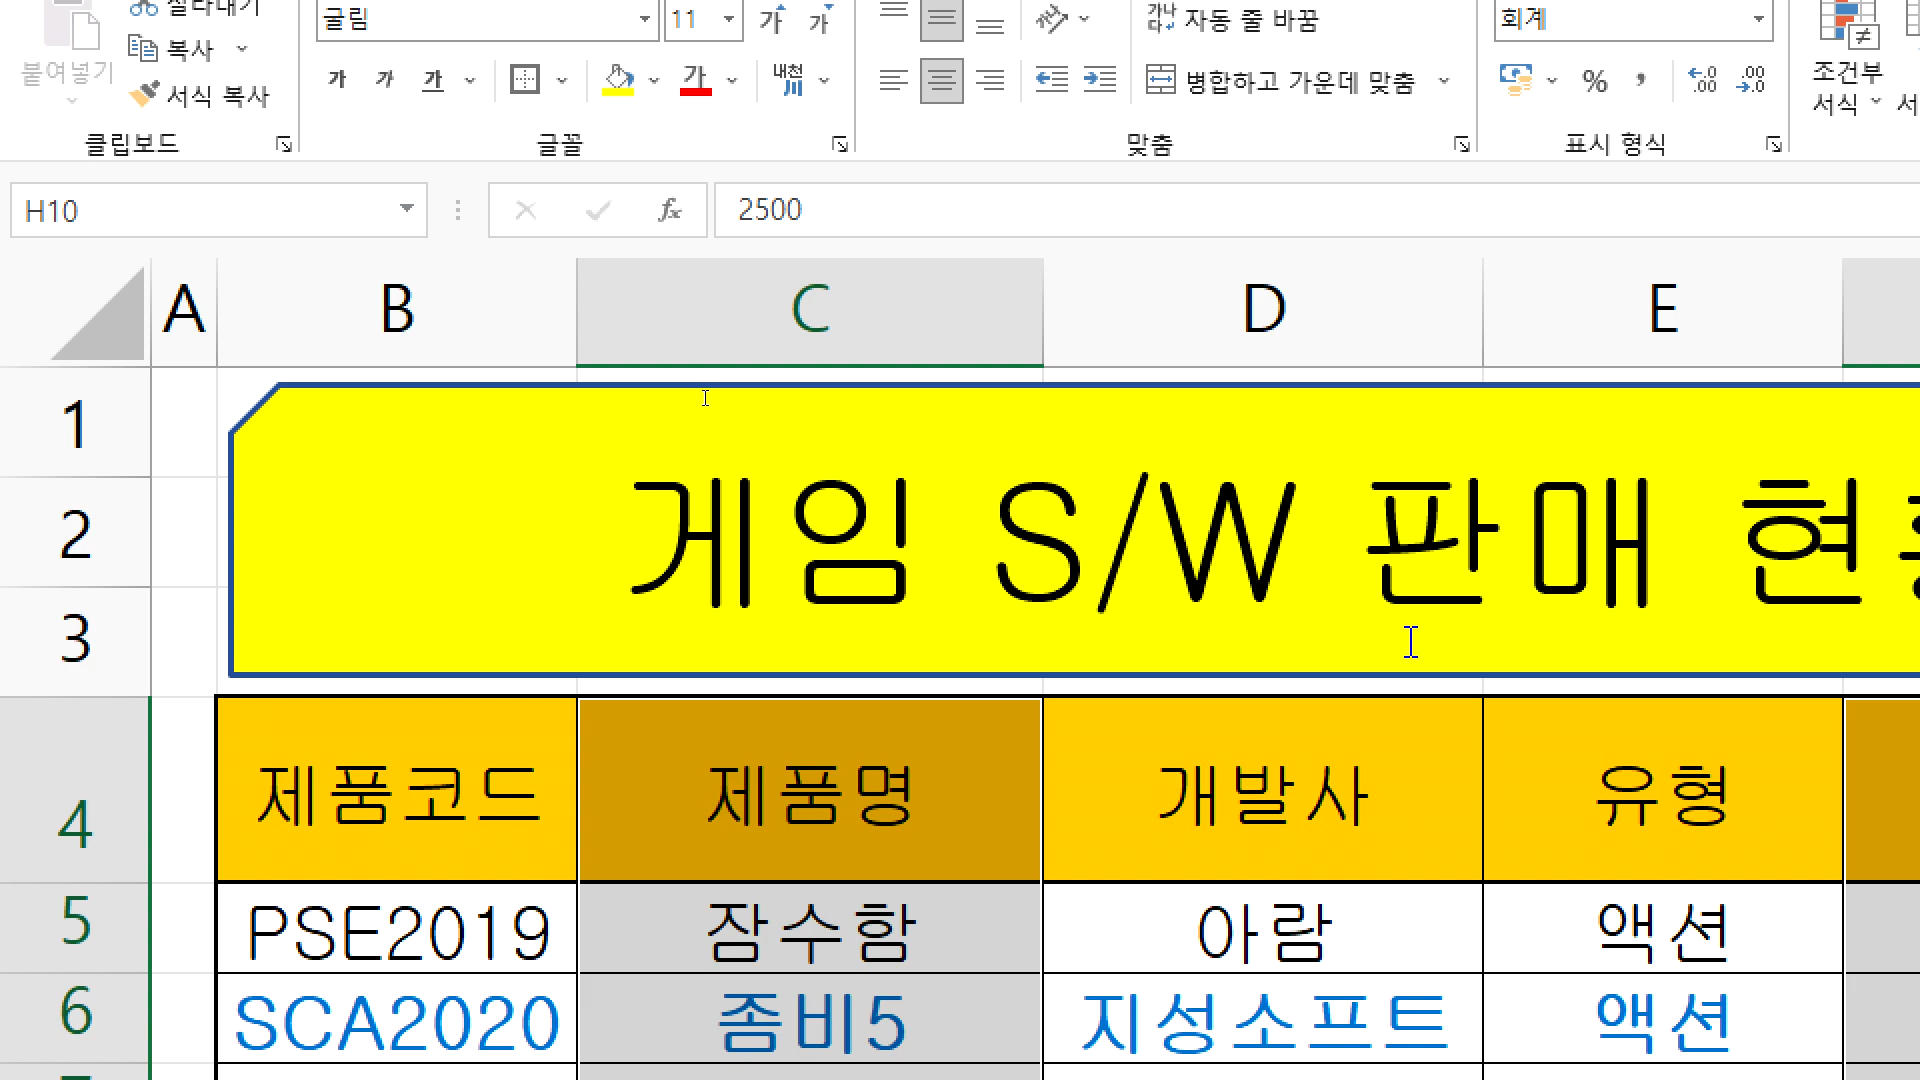 굴림 11 가 가 자동 줄 바꿈 회계
붙여넣기 복사 서식 복사
가 가 가 가 내천 병합하고 가운데 맞춤 % 조건부 서식
클립보드 글꼴 맞춤 표시 형식
H10 fx 2500
A B C D E
1
2 게임 S/W 판매 현
3
4 제품코드 제품명 개발사 유형
5 PSE2019 잠수함 아람 액션
6 SCA2020 좀비5 지성소프트 액션